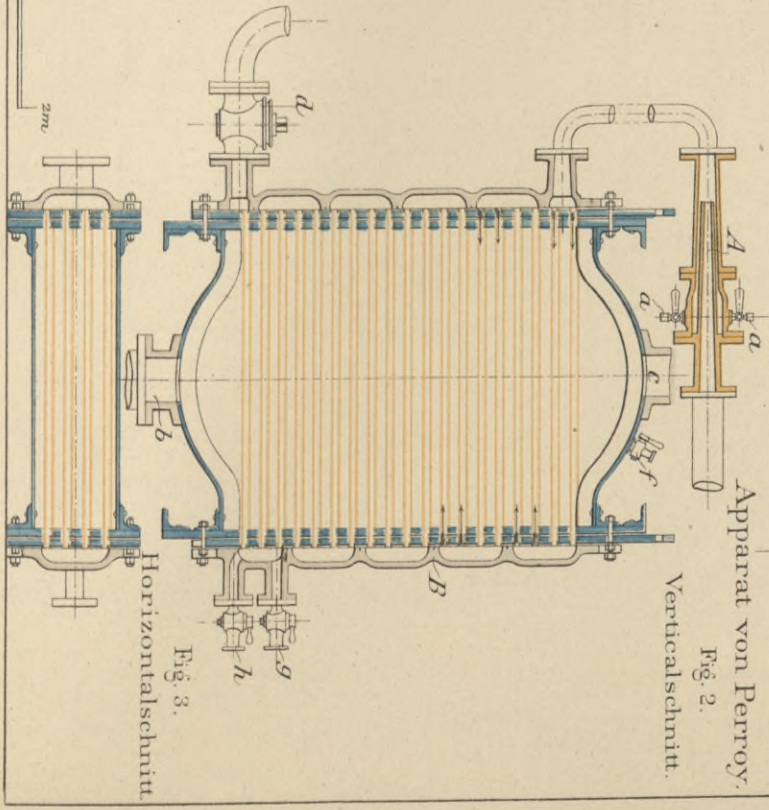 Apparat von Perroy.
Fig. 2.
Verticalschnitt.
A
a
a
c
f
B
d
b
g
h
Fig. 3.
Horizontalschnitt
2m